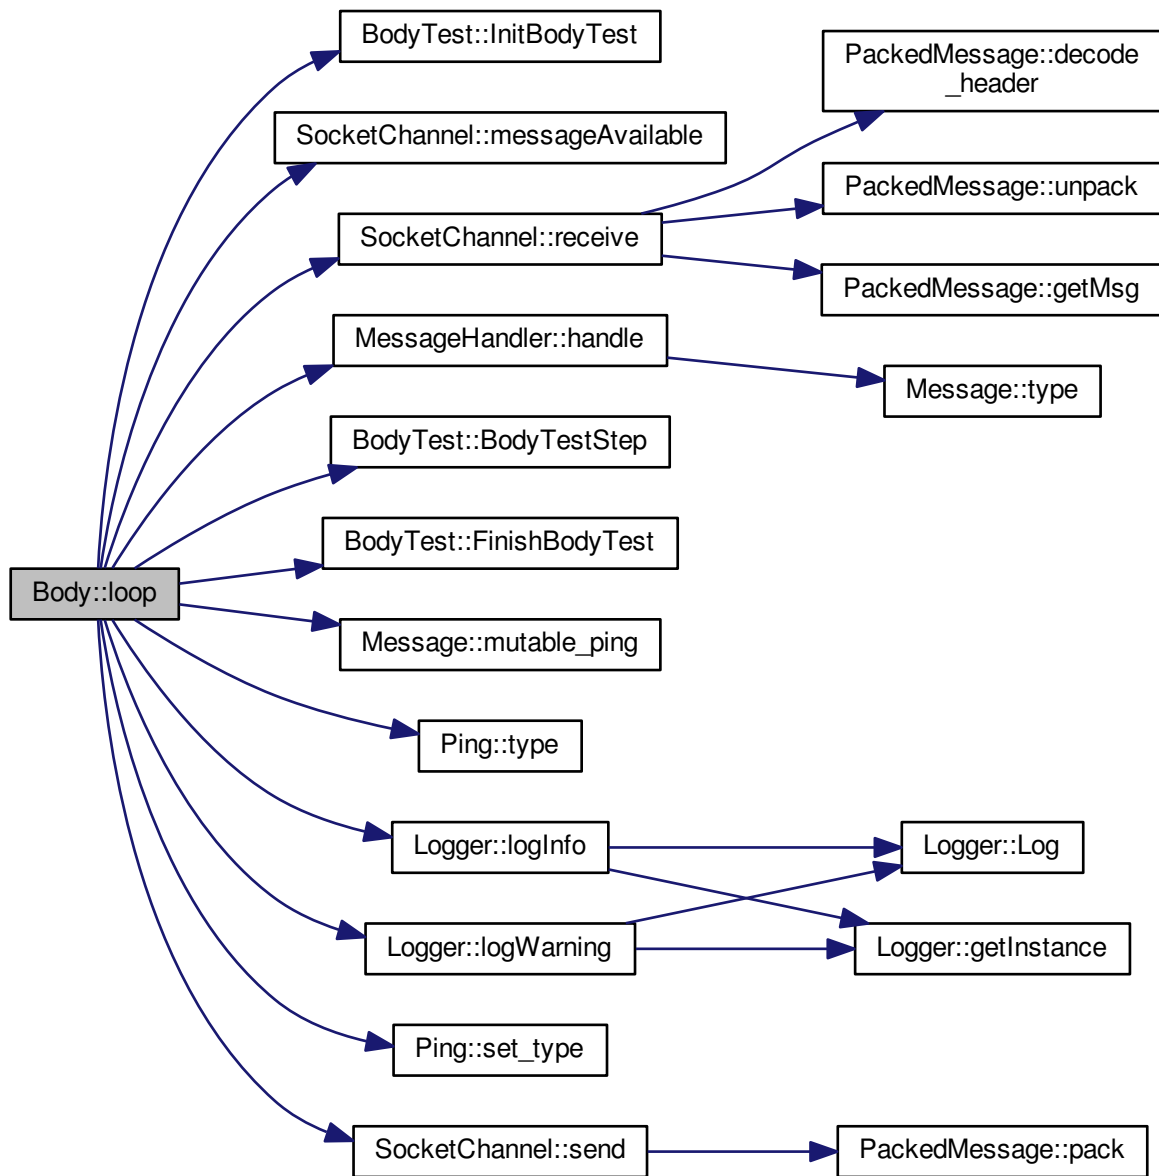 BodyTest::InitBodyTest
PackedMessage::decode
_header
SocketChannel::messageAvailable
PackedMessage::unpack
SocketChannel::receive
PackedMessage::getMsg
MessageHandler::handle
Message::type
BodyTest::BodyTestStep
BodyTest::FinishBodyTest
Body::loop
Message::mutable_ping
Ping::type
Logger::logInfo
Logger::Log
Logger::logWarning
Logger::getInstance
Ping::set_type
SocketChannel::send
PackedMessage::pack